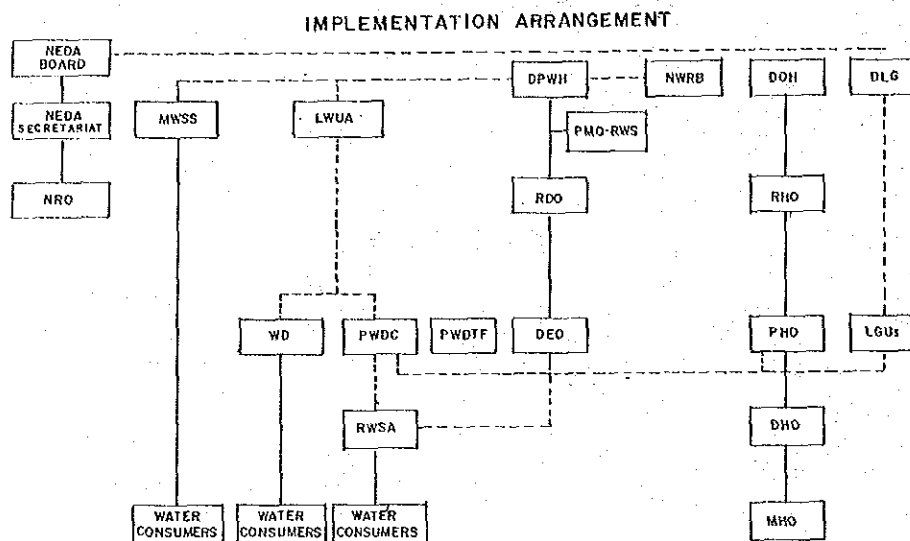 IMPLEMENTATION ARRANGEMENT
NEDA
BOARD
DPWH
NWRB
DOH
DLG
NEDA
SECRETARIAT
MWSS
LWUA
PMO-RWS
NRO
RDO
RHO
WD
PWDC
PWDTF
DEO
PHO
LGUs
RWSA
DHO
WATER
CONSUMERS
WATER
CONSUMERS
WATER
CONSUMERS
MHO